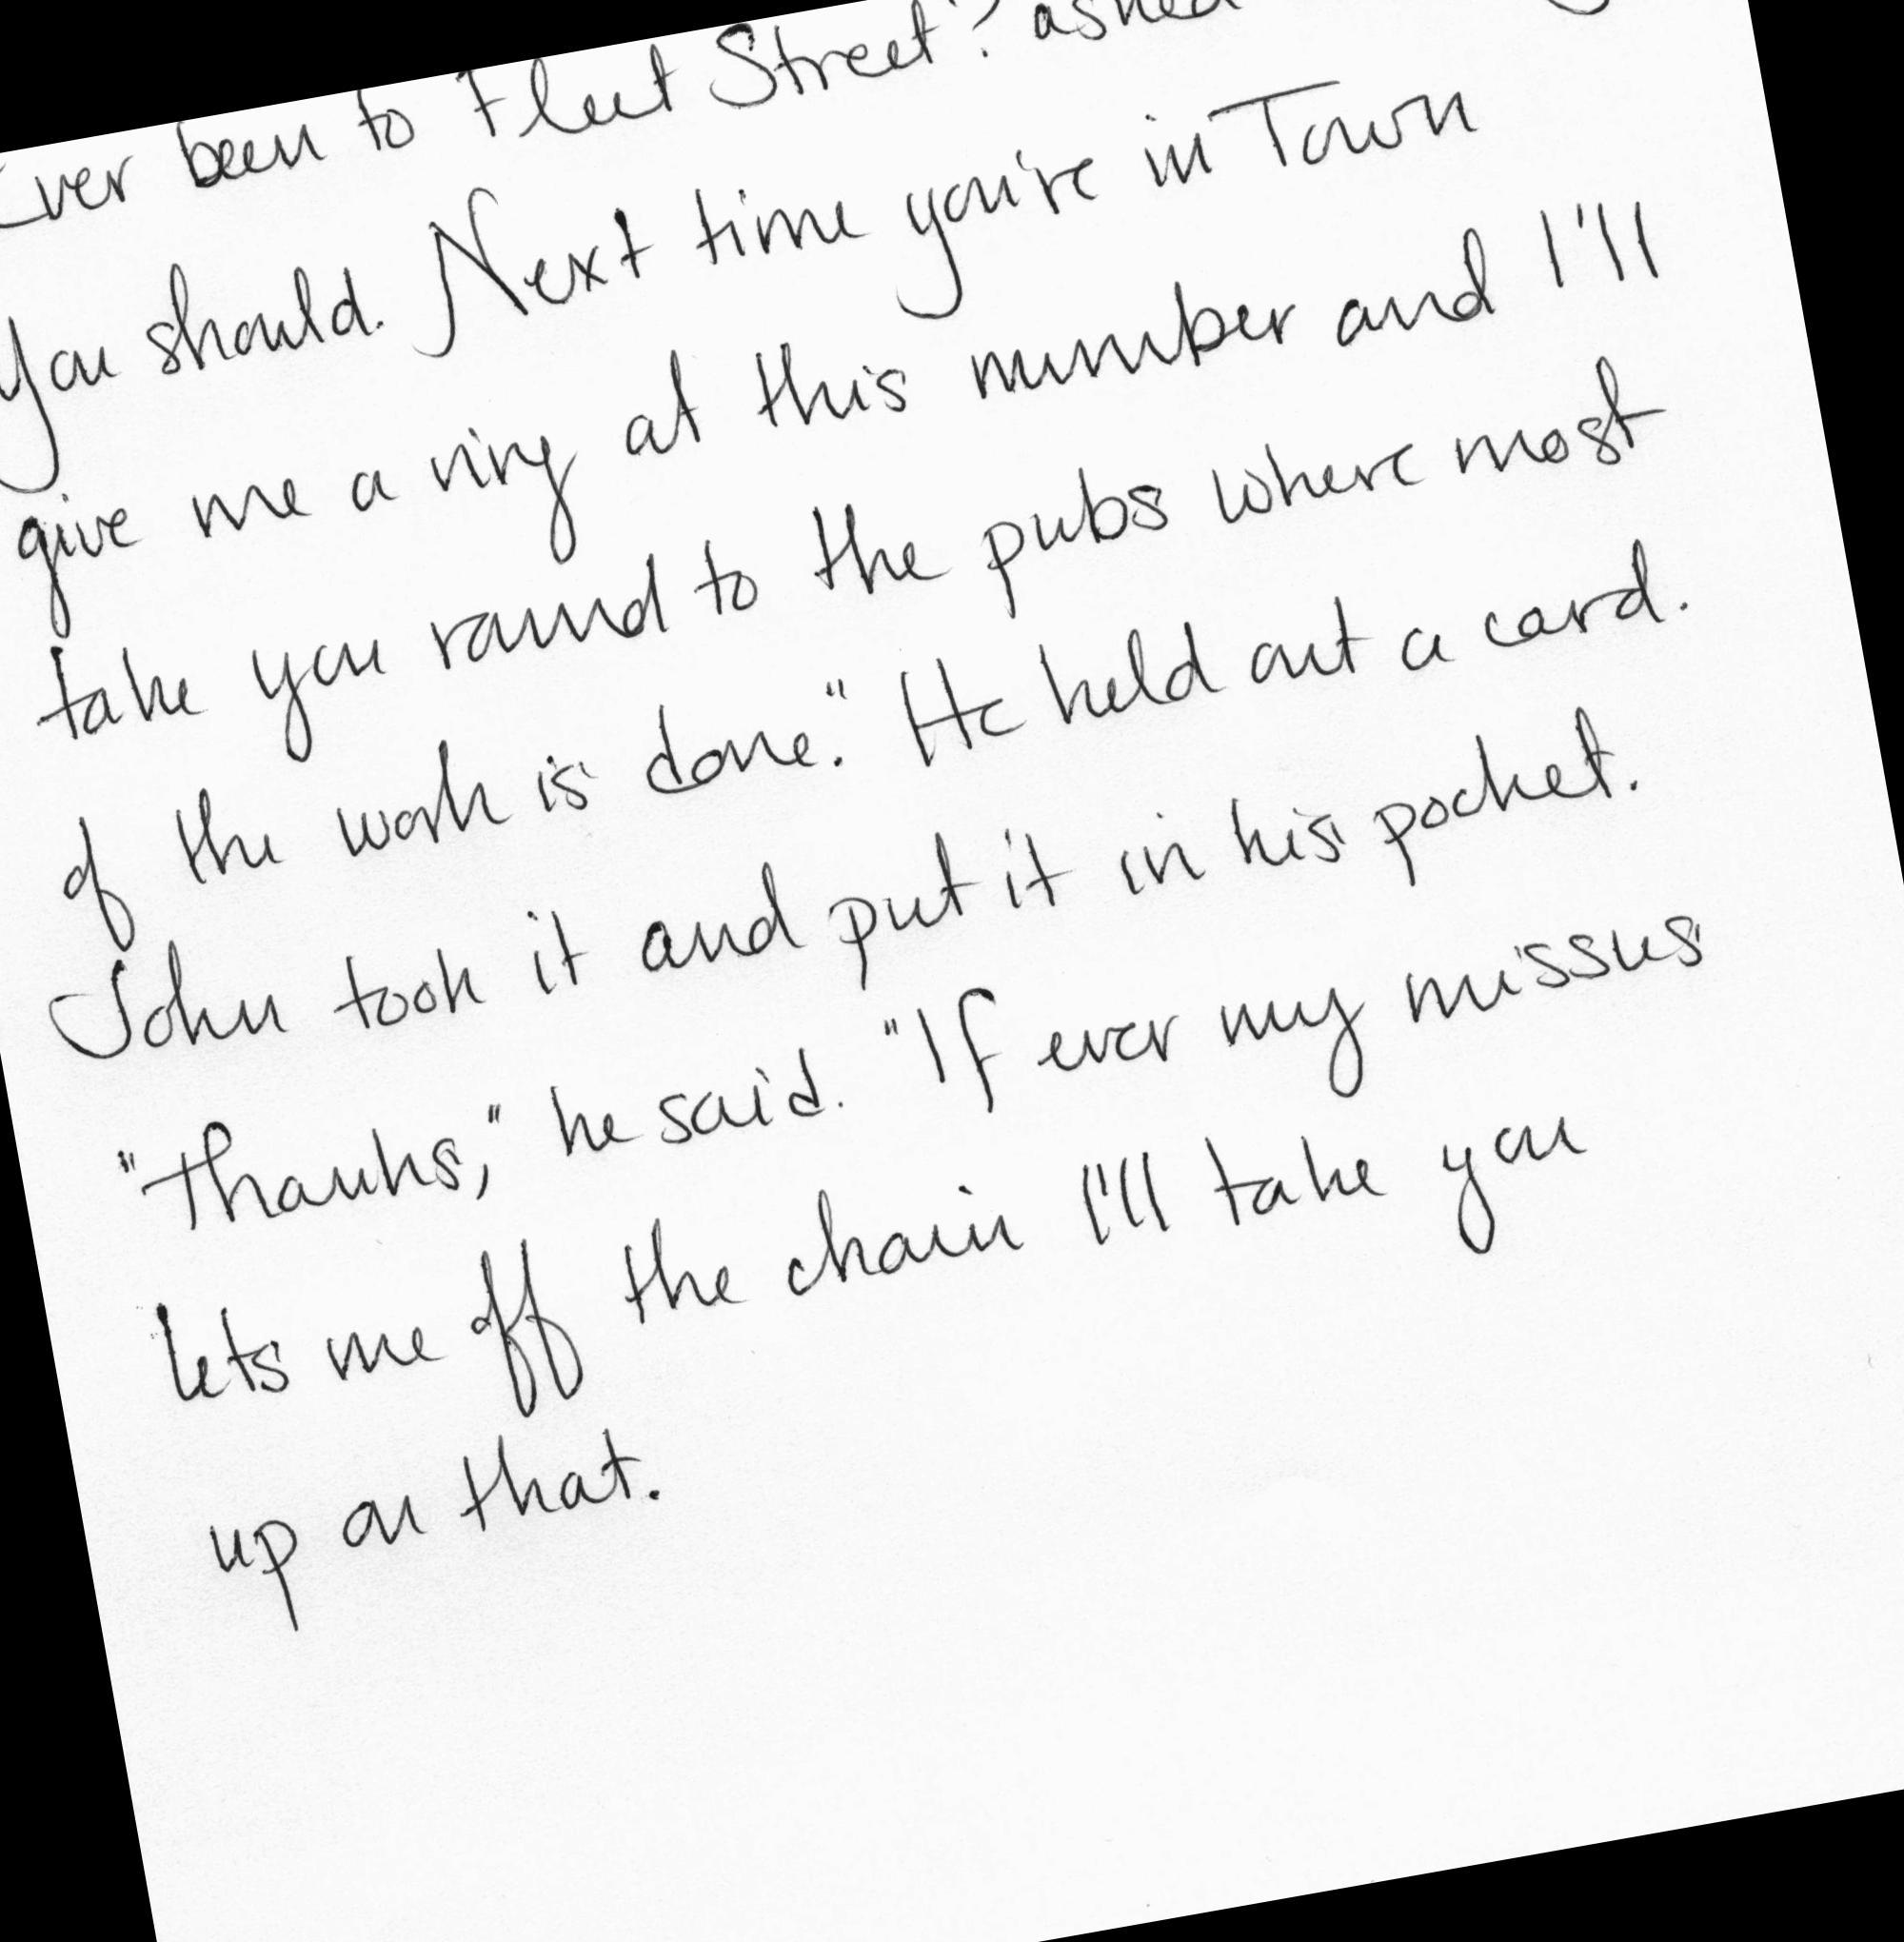 Ever been to Fleet Street? asked
you should. Next time you're in Town
give me a ring at this number and I'll
take you round to the pubs where most
of the work is done." He held out a card.
John took it and put it in his pocket.
"Thanks," he said. "If ever my missus
lets me off the chain I'll take you
up on that.